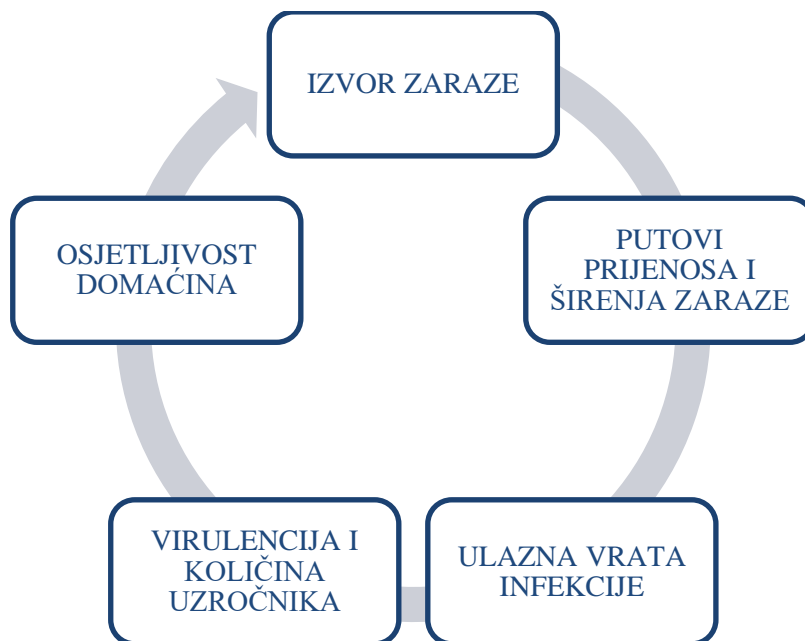 IZVOR ZARAZE
PUTOVI
PRIJENOSA I
ŠIRENJA ZARAZE
ULAZNA VRATA
INFEKCIJE
VIRULENCIJA I
KOLIČINA
UZROČNIKA
OSJETLJIVOST
DOMAĆINA